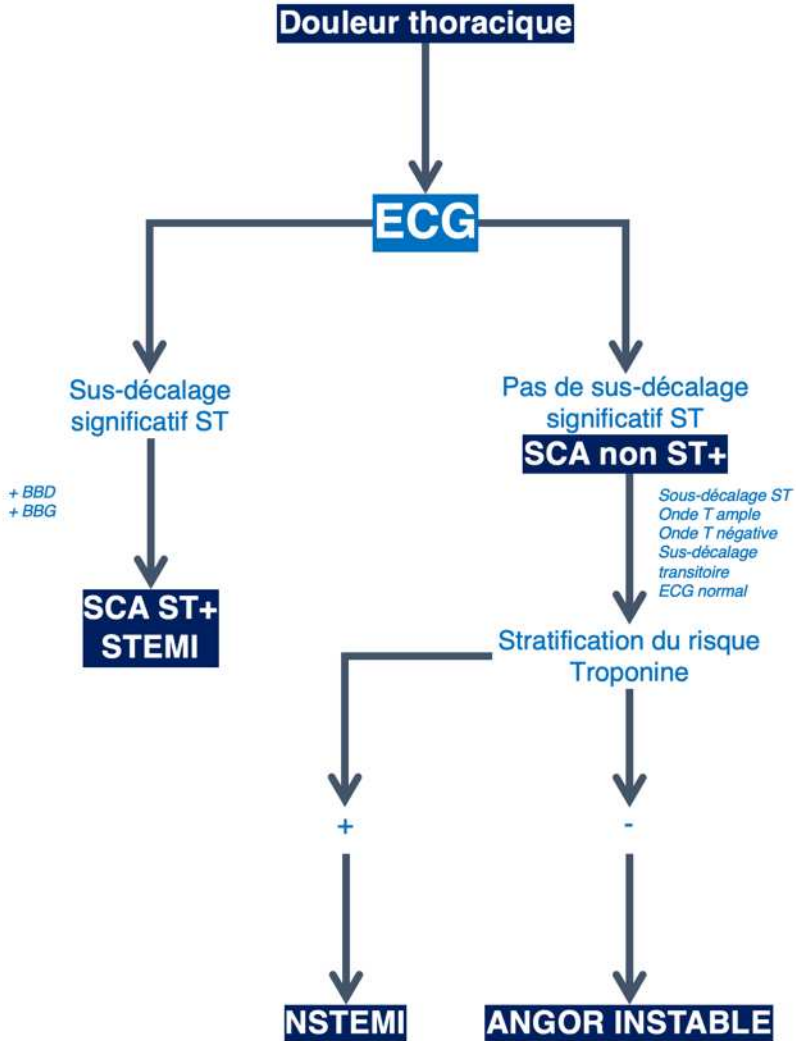 Douleur thoracique
ECG
Sus-décalage
significatif ST
+ BBD
+ BBG
SCA ST+
STEMI
Pas de sus-décalage
significatif ST
SCA non ST+
Sous-décalage ST
Onde T ample
Onde T négative
Sus-décalage
transitoire
ECG normal
Stratification du risque
Troponine
+
-
NSTEMI
ANGOR INSTABLE